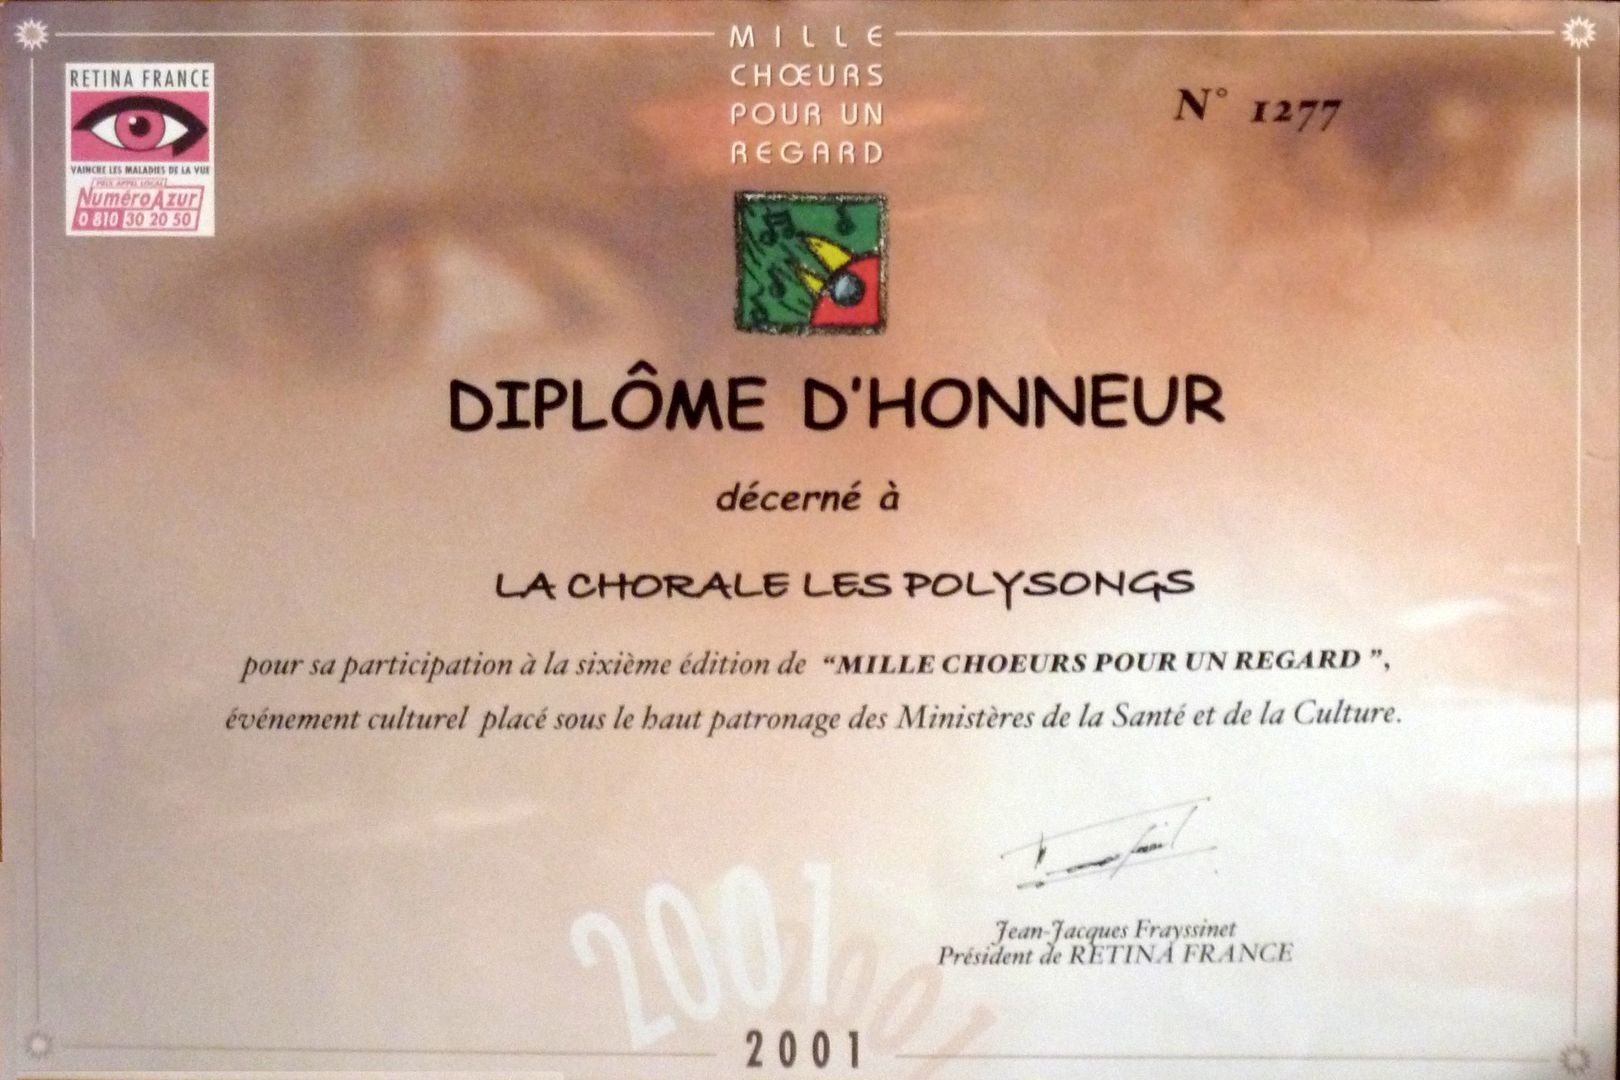 MILLE
CHŒURS
POUR UN
REGARD
RETINA FRANCE
VAINCRE LES MALADIES DE LA VUE
PRIX APPEL LOCAL
Numéro Azur
0 810 30 20 50
N° 1277
DIPLÔME D'HONNEUR
décerné à
LA CHORALE LES POLYSONGS
pour sa participation à la sixième édition de “MILLE CHOEURS POUR UN REGARD ”,
événement culturel placé sous le haut patronage des Ministères de la Santé et de la Culture.
Jean-Jacques Frayssinet
Président de RETINA FRANCE
2001
2001